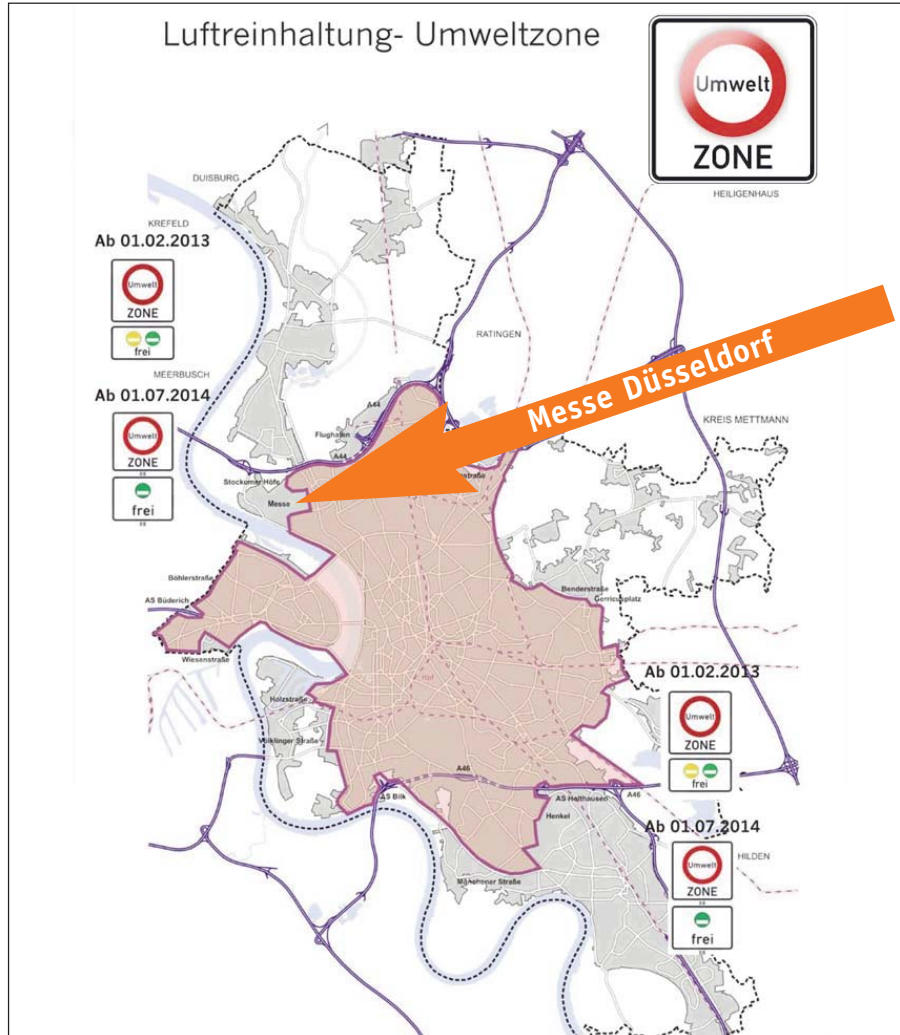 Luftreinhaltung- Umweltzone
Umwelt
ZONE
HEILIGENHAUS
DUISBURG
KREFELD
Ab 01.02.2013
Umwelt
ZONE
frei
MEERBUSCH
Ab 01.07.2014
Umwelt
ZONE
frei
RATINGEN
Messe Düsseldorf
KREIS METTMANN
A44
Flughafen
A44
Stockumer Höfe
Messe
Böhlerstraße
AS Büderich
Wiesenstraße
Benderstraße
Gerricusplatz
Hbf
Holzstraße
Völklinger Straße
Ab 01.02.2013
Umwelt
ZONE
frei
A46
AS Bilk
AS Holthausen
A46
Henkel
Ab 01.07.2014
HILDEN
Umwelt
ZONE
frei
Münchener Straße